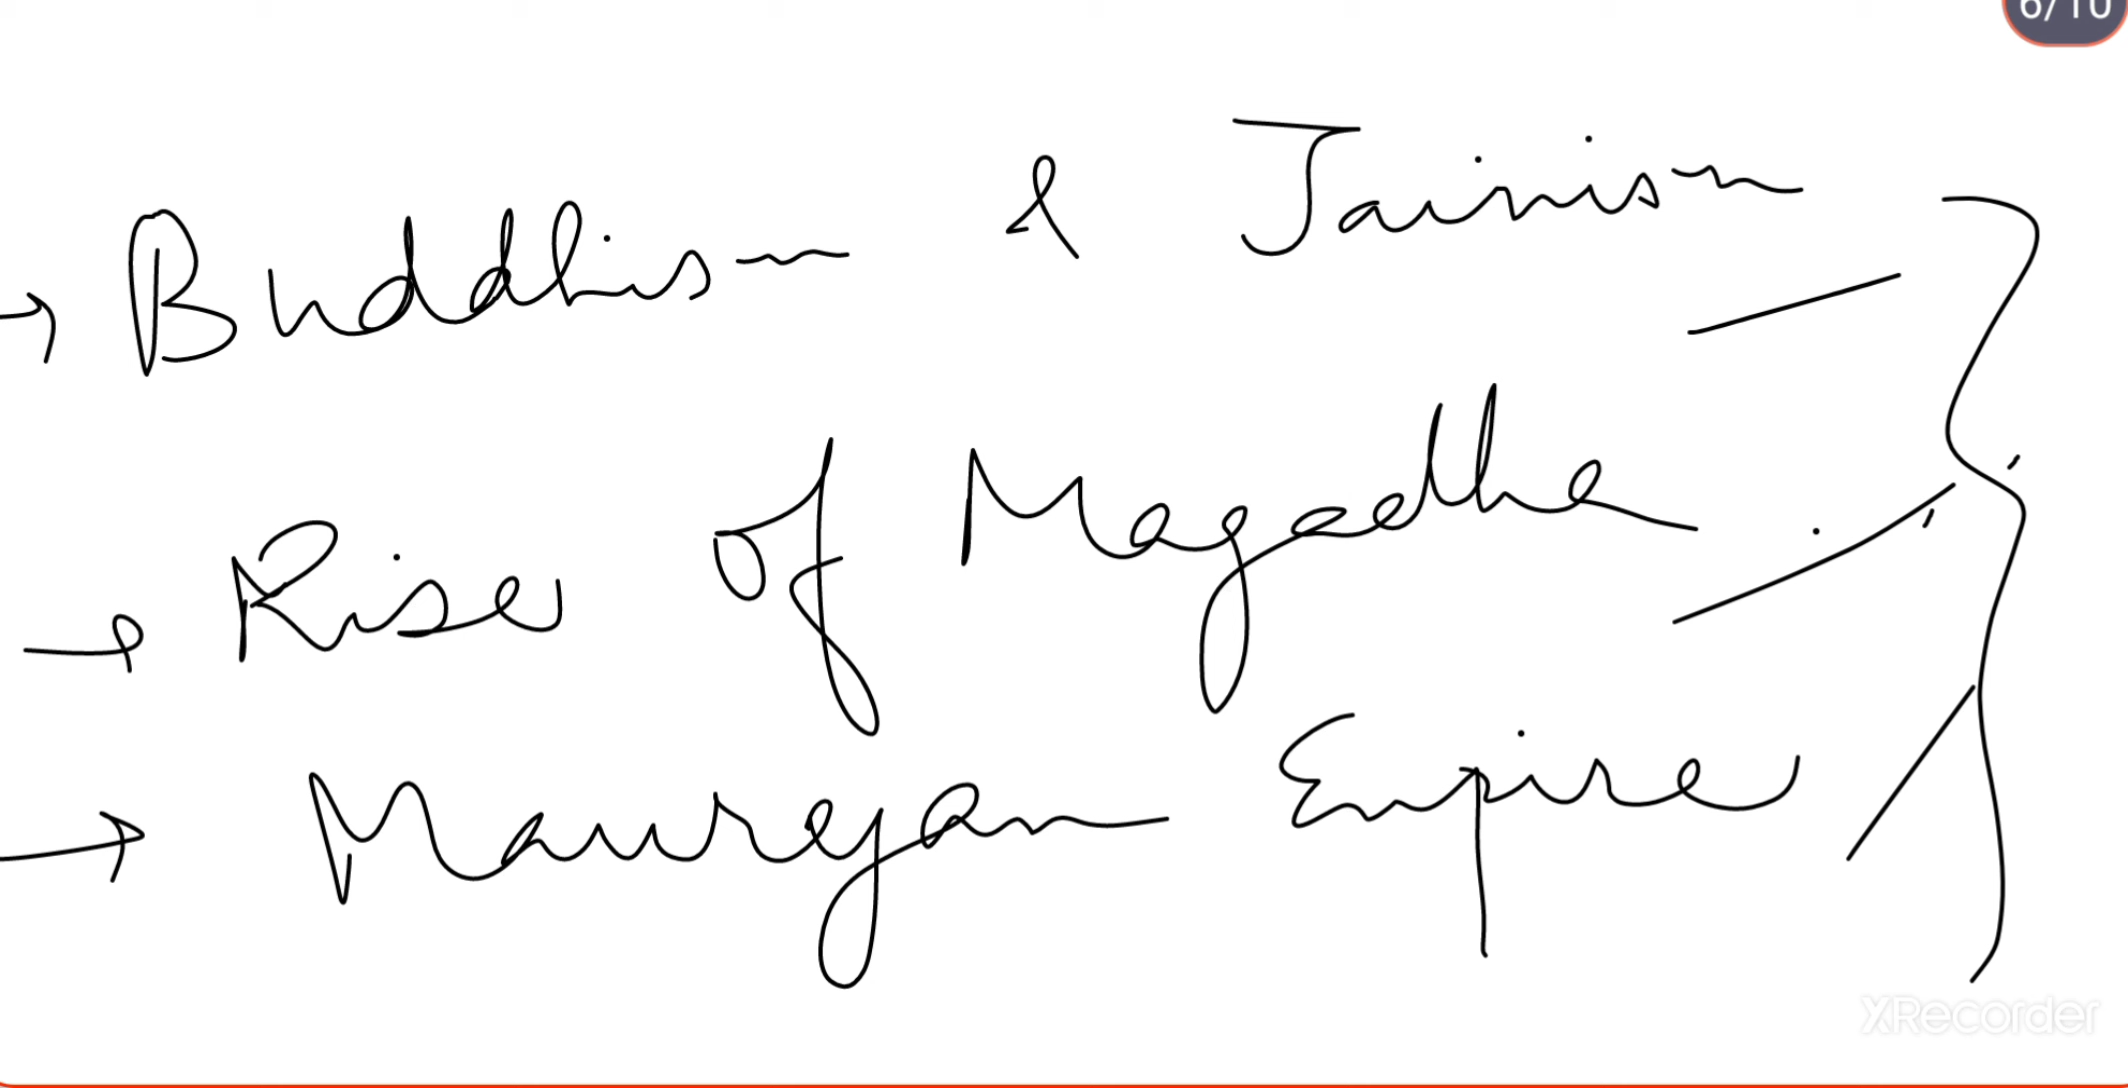 6/10
→ Buddhism & Jainism
→ Rise of Magadha
→ Mauryan Empire
XRecorder